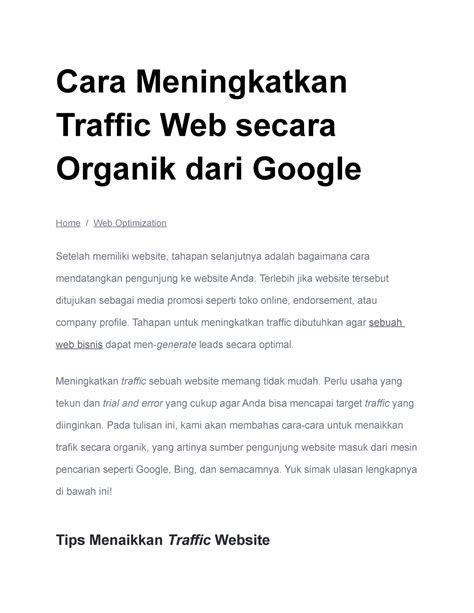 Cara Meningkatkan
Traffic Web secara
Organik dari Google
Home / Web Optimization
Setelah memiliki website, tahapan selanjutnya adalah bagaimana cara
mendatangkan pengunjung ke website Anda. Terlebih jika website tersebut
ditujukan sebagai media promosi seperti toko online, endorsement, atau
company profile. Tahapan untuk meningkatkan traffic dibutuhkan agar sebuah
web bisnis dapat men-generate leads secara optimal.
Meningkatkan traffic sebuah website memang tidak mudah. Perlu usaha yang
tekun dan trial and error yang cukup agar Anda bisa mencapai target traffic yang
diinginkan. Pada tulisan ini, kami akan membahas cara-cara untuk menaikkan
trafik secara organik, yang artinya sumber pengunjung website masuk dari mesin
pencarian seperti Google, Bing, dan semacamnya. Yuk simak ulasan lengkapnya
di bawah ini!
Tips Menaikkan Traffic Website